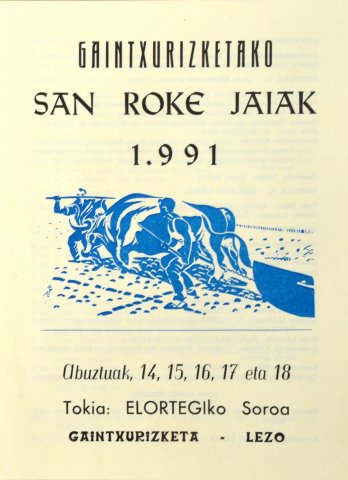 GAINTXURIZKETAKO
SAN ROKE JAIAK
1.991
Abuztuak, 14, 15, 16, 17 eta 18
Tokia: ELORTEGIko Soroa
GAINTXURIZKETA - LEZO